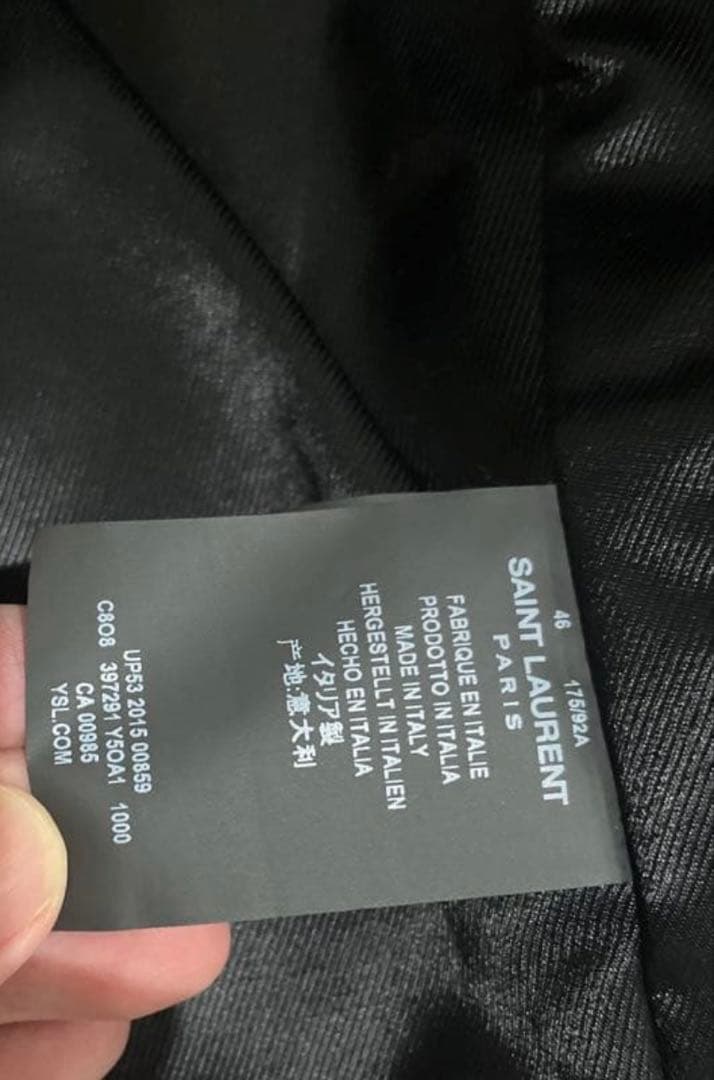 46 175/92A
SAINT LAURENT
PARIS
FABRIQUE EN ITALIE
PRODOTTO IN ITALIA
MADE IN ITALY
HERGESTELLT IN ITALIEN
HECHO EN ITALIA
イタリア製
产地:意大利
UP53 2015 00859
C8O8 397291 Y5OA1 1000
CA 00985
YSL.COM